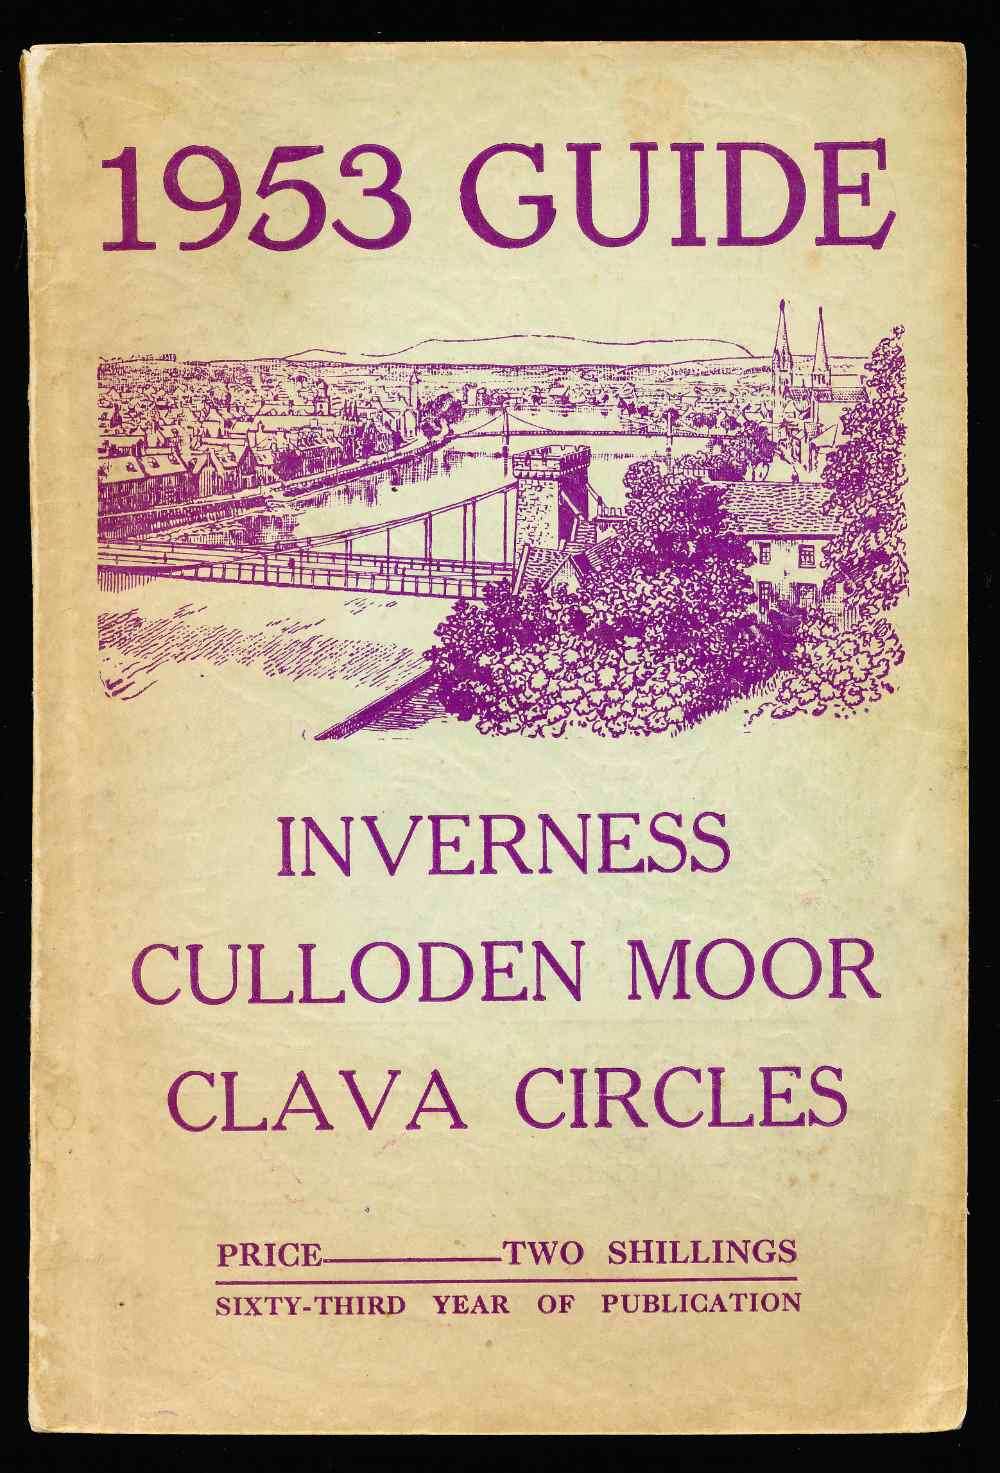 1953 GUIDE
INVERNESS
CULLODEN MOOR
CLAVA CIRCLES
PRICE————TWO SHILLINGS
SIXTY-THIRD YEAR OF PUBLICATION